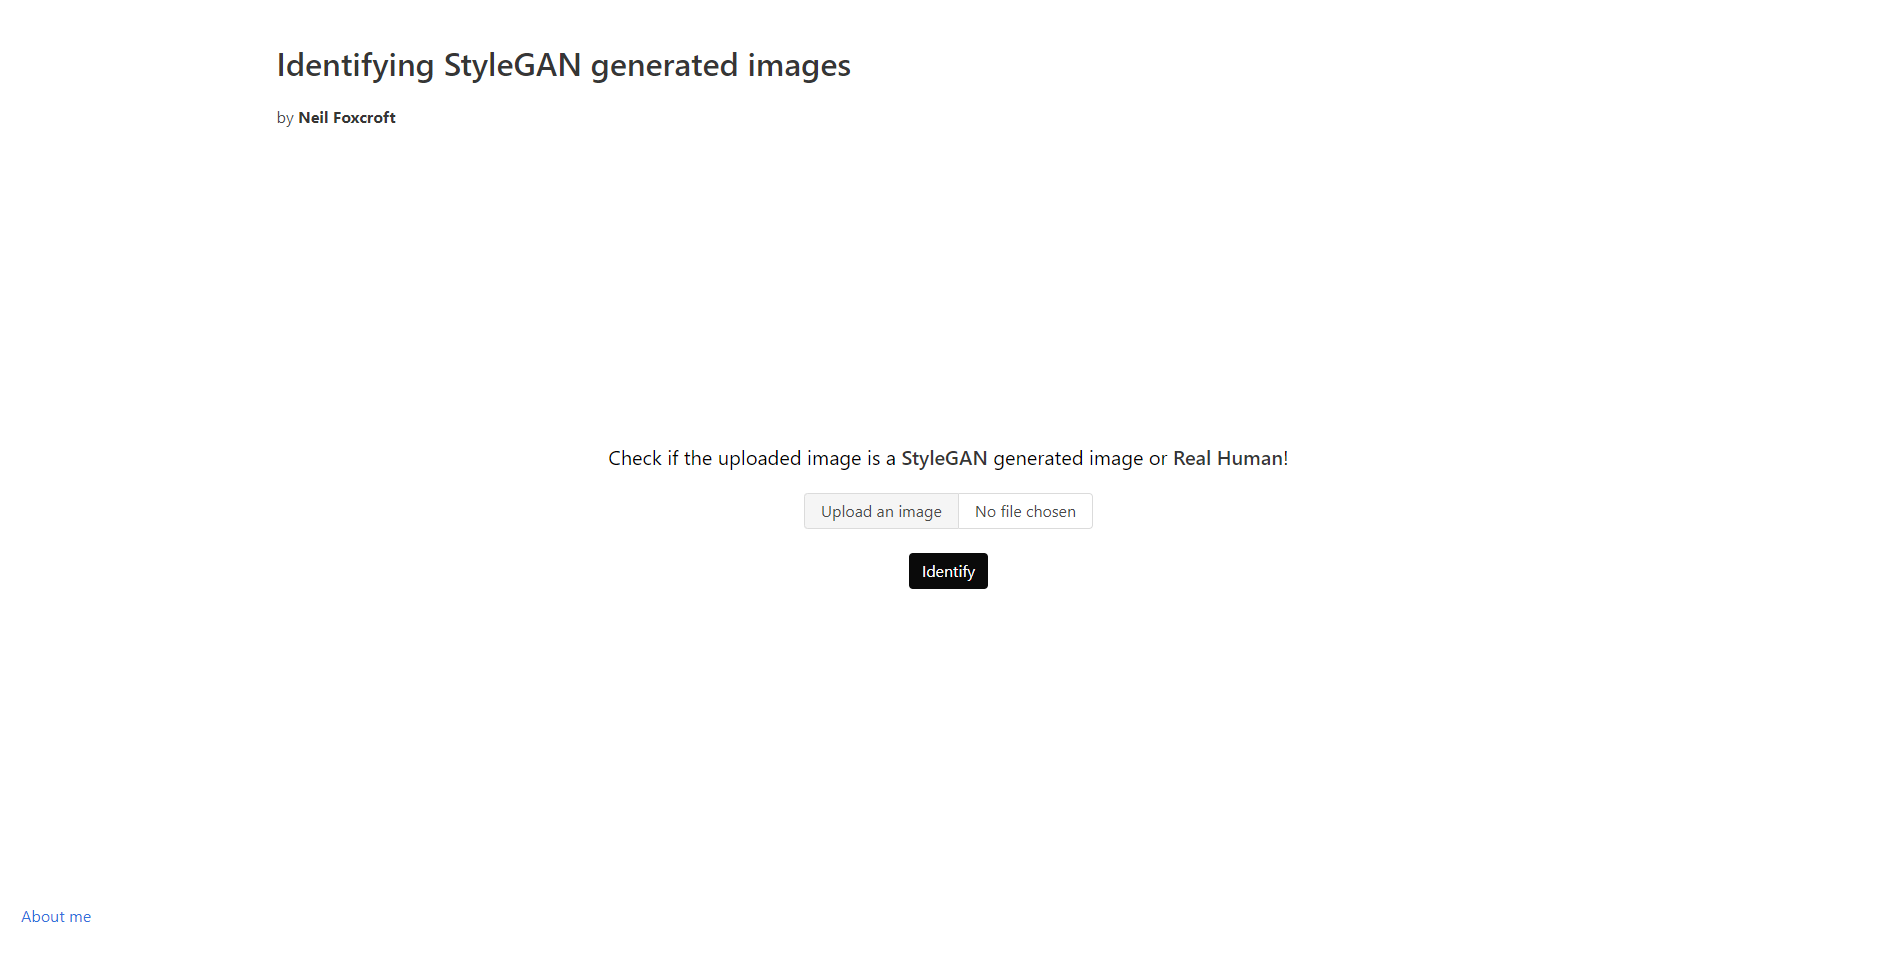 Identifying StyleGAN generated images
by Neil Foxcroft
Check if the uploaded image is a StyleGAN generated image or Real Human!
Upload an image No file chosen
Identify
About me